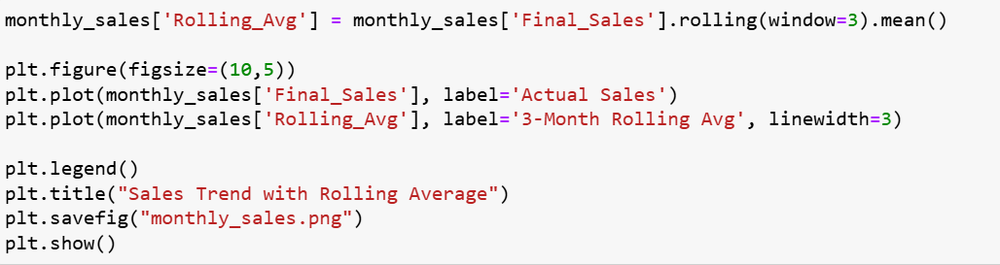 monthly_sales['Rolling_Avg'] = monthly_sales['Final_Sales'].rolling(window=3).mean()
plt.figure(figsize=(10,5))
plt.plot(monthly_sales['Final_Sales'], label='Actual Sales')
plt.plot(monthly_sales['Rolling_Avg'], label='3-Month Rolling Avg', linewidth=3)
plt.legend()
plt.title("Sales Trend with Rolling Average")
plt.savefig("monthly_sales.png")
plt.show()